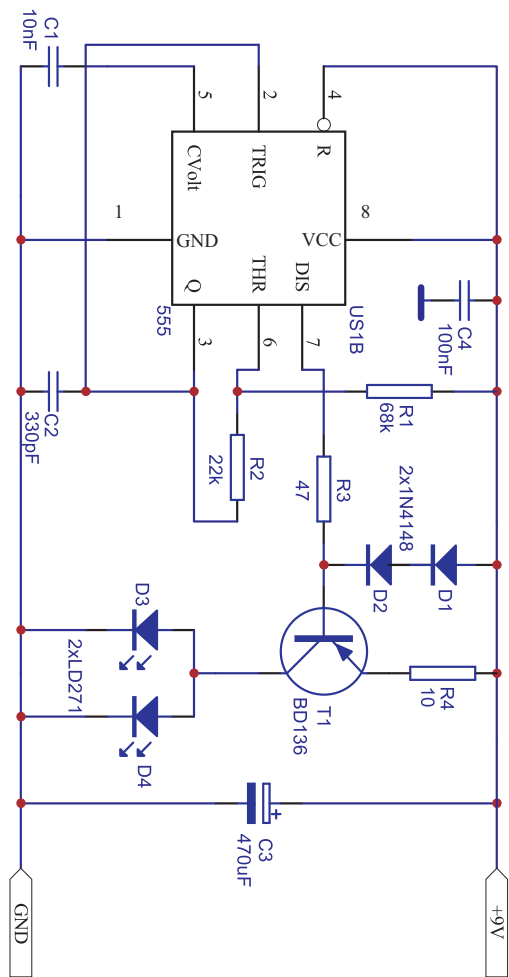 C1
10nF
5
2
4
CVolt
TRIG
R
1
GND
VCC
8
Q
THR
DIS
555
US1B
3
6
7
C4
100nF
C2
330pF
R1
68k
R2
22k
R3
47
2x1N4148
D2
D1
D3
2xLD271
D4
T1
BD136
R4
10
C3
470uF
+
GND
+9V